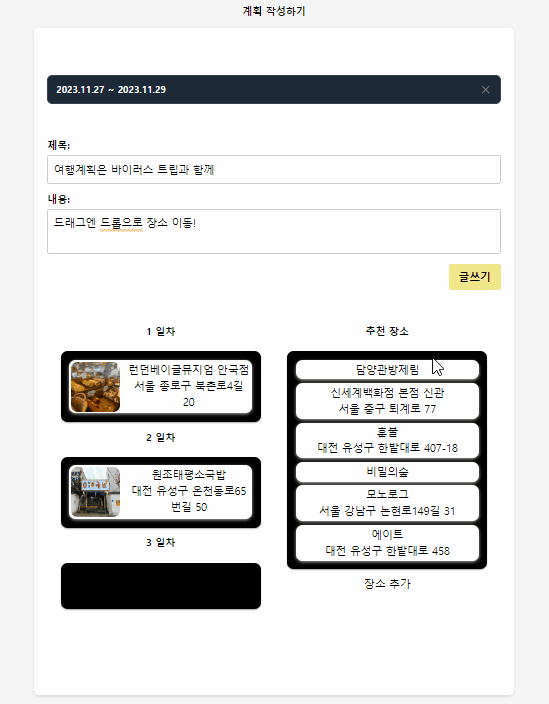 계획 작성하기
2023.11.27 ~ 2023.11.29
제목:
여행계획은 바이러스 트립과 함께
내용:
드래그엔 드롭으로 장소 이동!
글쓰기
1 일차
런던베이글뮤지엄 안국점
서울 종로구 북촌로4길
20
2 일차
원조태평소국밥
대전 유성구 온천동로65
번길 50
3 일차
추천 장소
담양관방제림
신세계백화점 본점 신관
서울 중구 퇴계로 77
훈불
대전 유성구 한밭대로 407-18
비밀의숲
모노로그
서울 강남구 논현로149길 31
에이트
대전 유성구 한밭대로 458
장소 추가